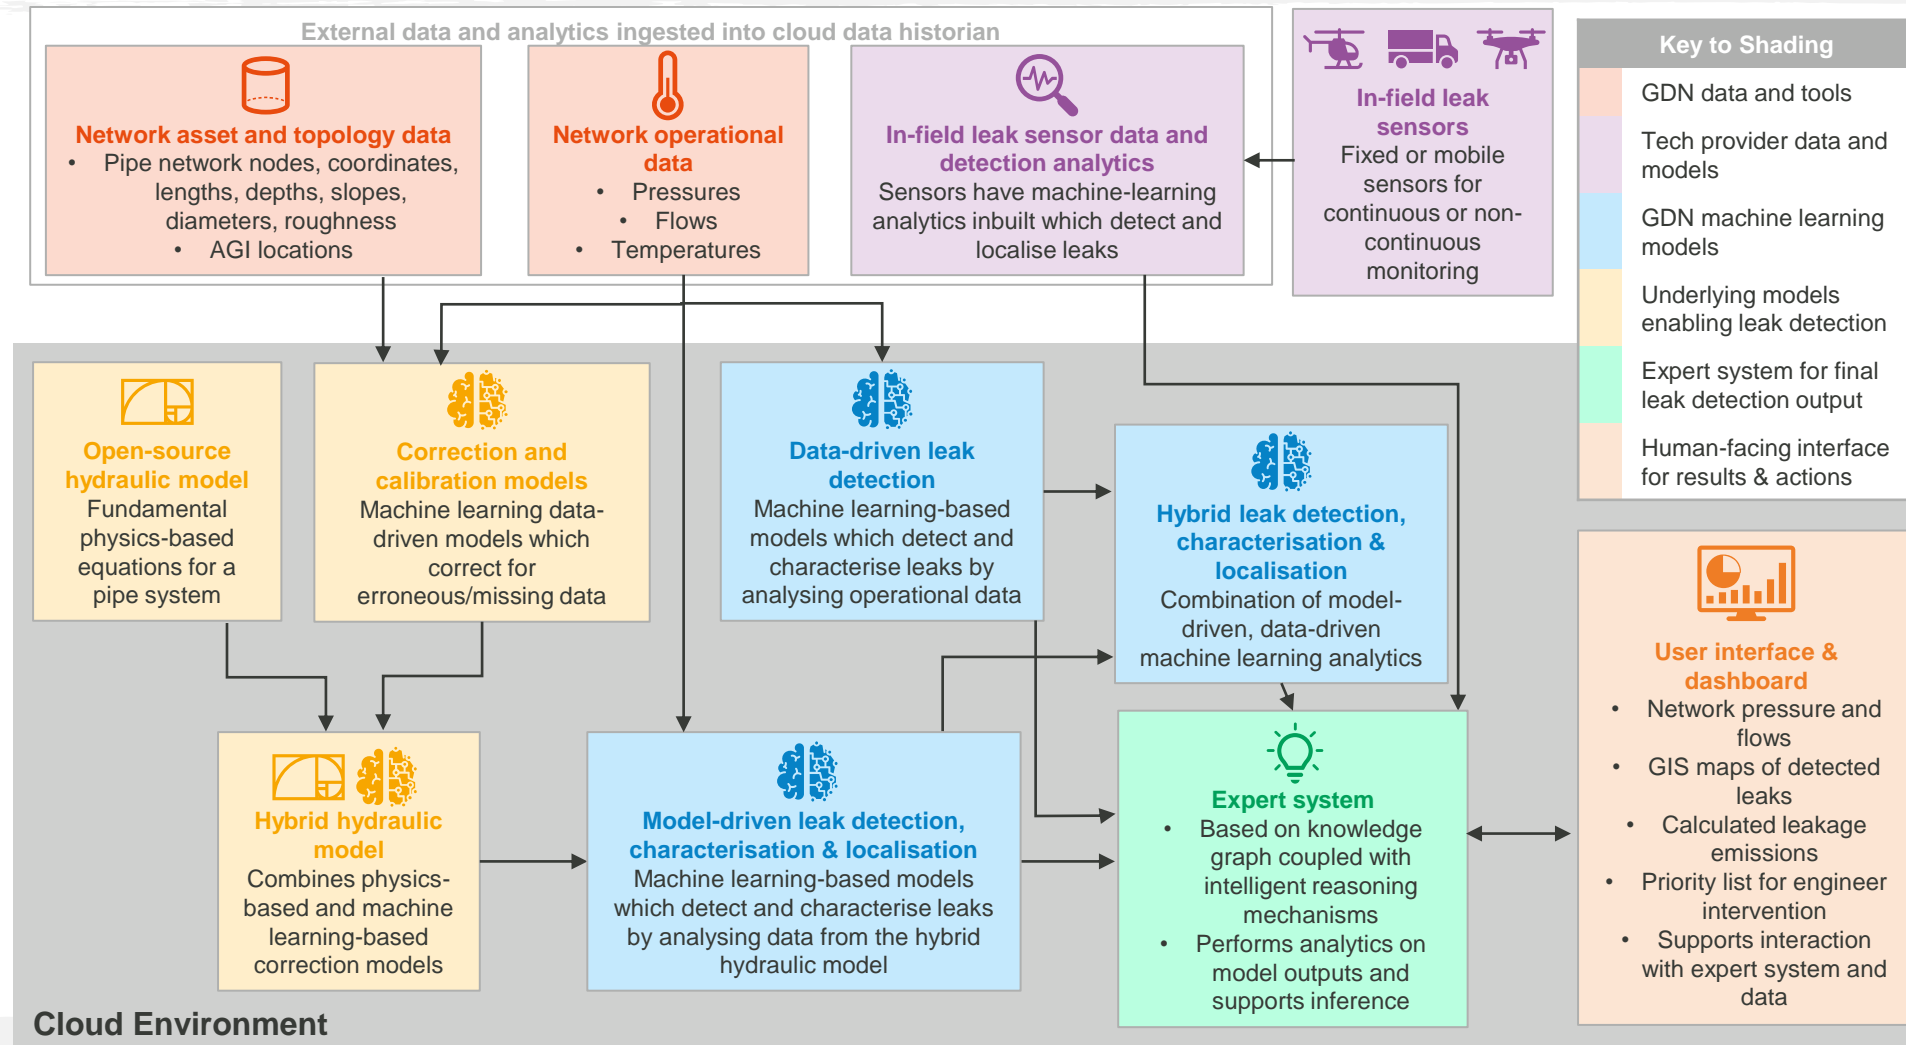 External data and analytics ingested into cloud data historian
Network asset and topology data
• Pipe network nodes, coordinates,
lengths, depths, slopes,
diameters, roughness
• AGI locations
Network operational
data
• Pressures
• Flows
• Temperatures
In-field leak sensor data and
detection analytics
Sensors have machine-learning
analytics inbuilt which detect and
localise leaks
In-field leak
sensors
Fixed or mobile
sensors for
continuous or non-
continuous
monitoring
Key to Shading
GDN data and tools
Tech provider data and
models
GDN machine learning
models
Underlying models
enabling leak detection
Expert system for final
leak detection output
Human-facing interface
for results & actions
Open-source
hydraulic model
Fundamental
physics-based
equations for a
pipe system
Correction and
calibration models
Machine learning data-
driven models which
correct for
erroneous/missing data
Data-driven leak
detection
Machine learning-based
models which detect and
characterise leaks by
analysing operational data
Hybrid leak detection,
characterisation &
localisation
Combination of model-
driven, data-driven
machine learning analytics
Hybrid hydraulic
model
Combines physics-
based and machine
learning-based
correction models
Model-driven leak detection,
characterisation & localisation
Machine learning-based models
which detect and characterise leaks
by analysing data from the hybrid
hydraulic model
Expert system
• Based on knowledge
graph coupled with
intelligent reasoning
mechanisms
• Performs analytics on
model outputs and
supports inference
User interface &
dashboard
• Network pressure and
flows
• GIS maps of detected
leaks
• Calculated leakage
emissions
• Priority list for engineer
intervention
• Supports interaction
with expert system and
data
Cloud Environment